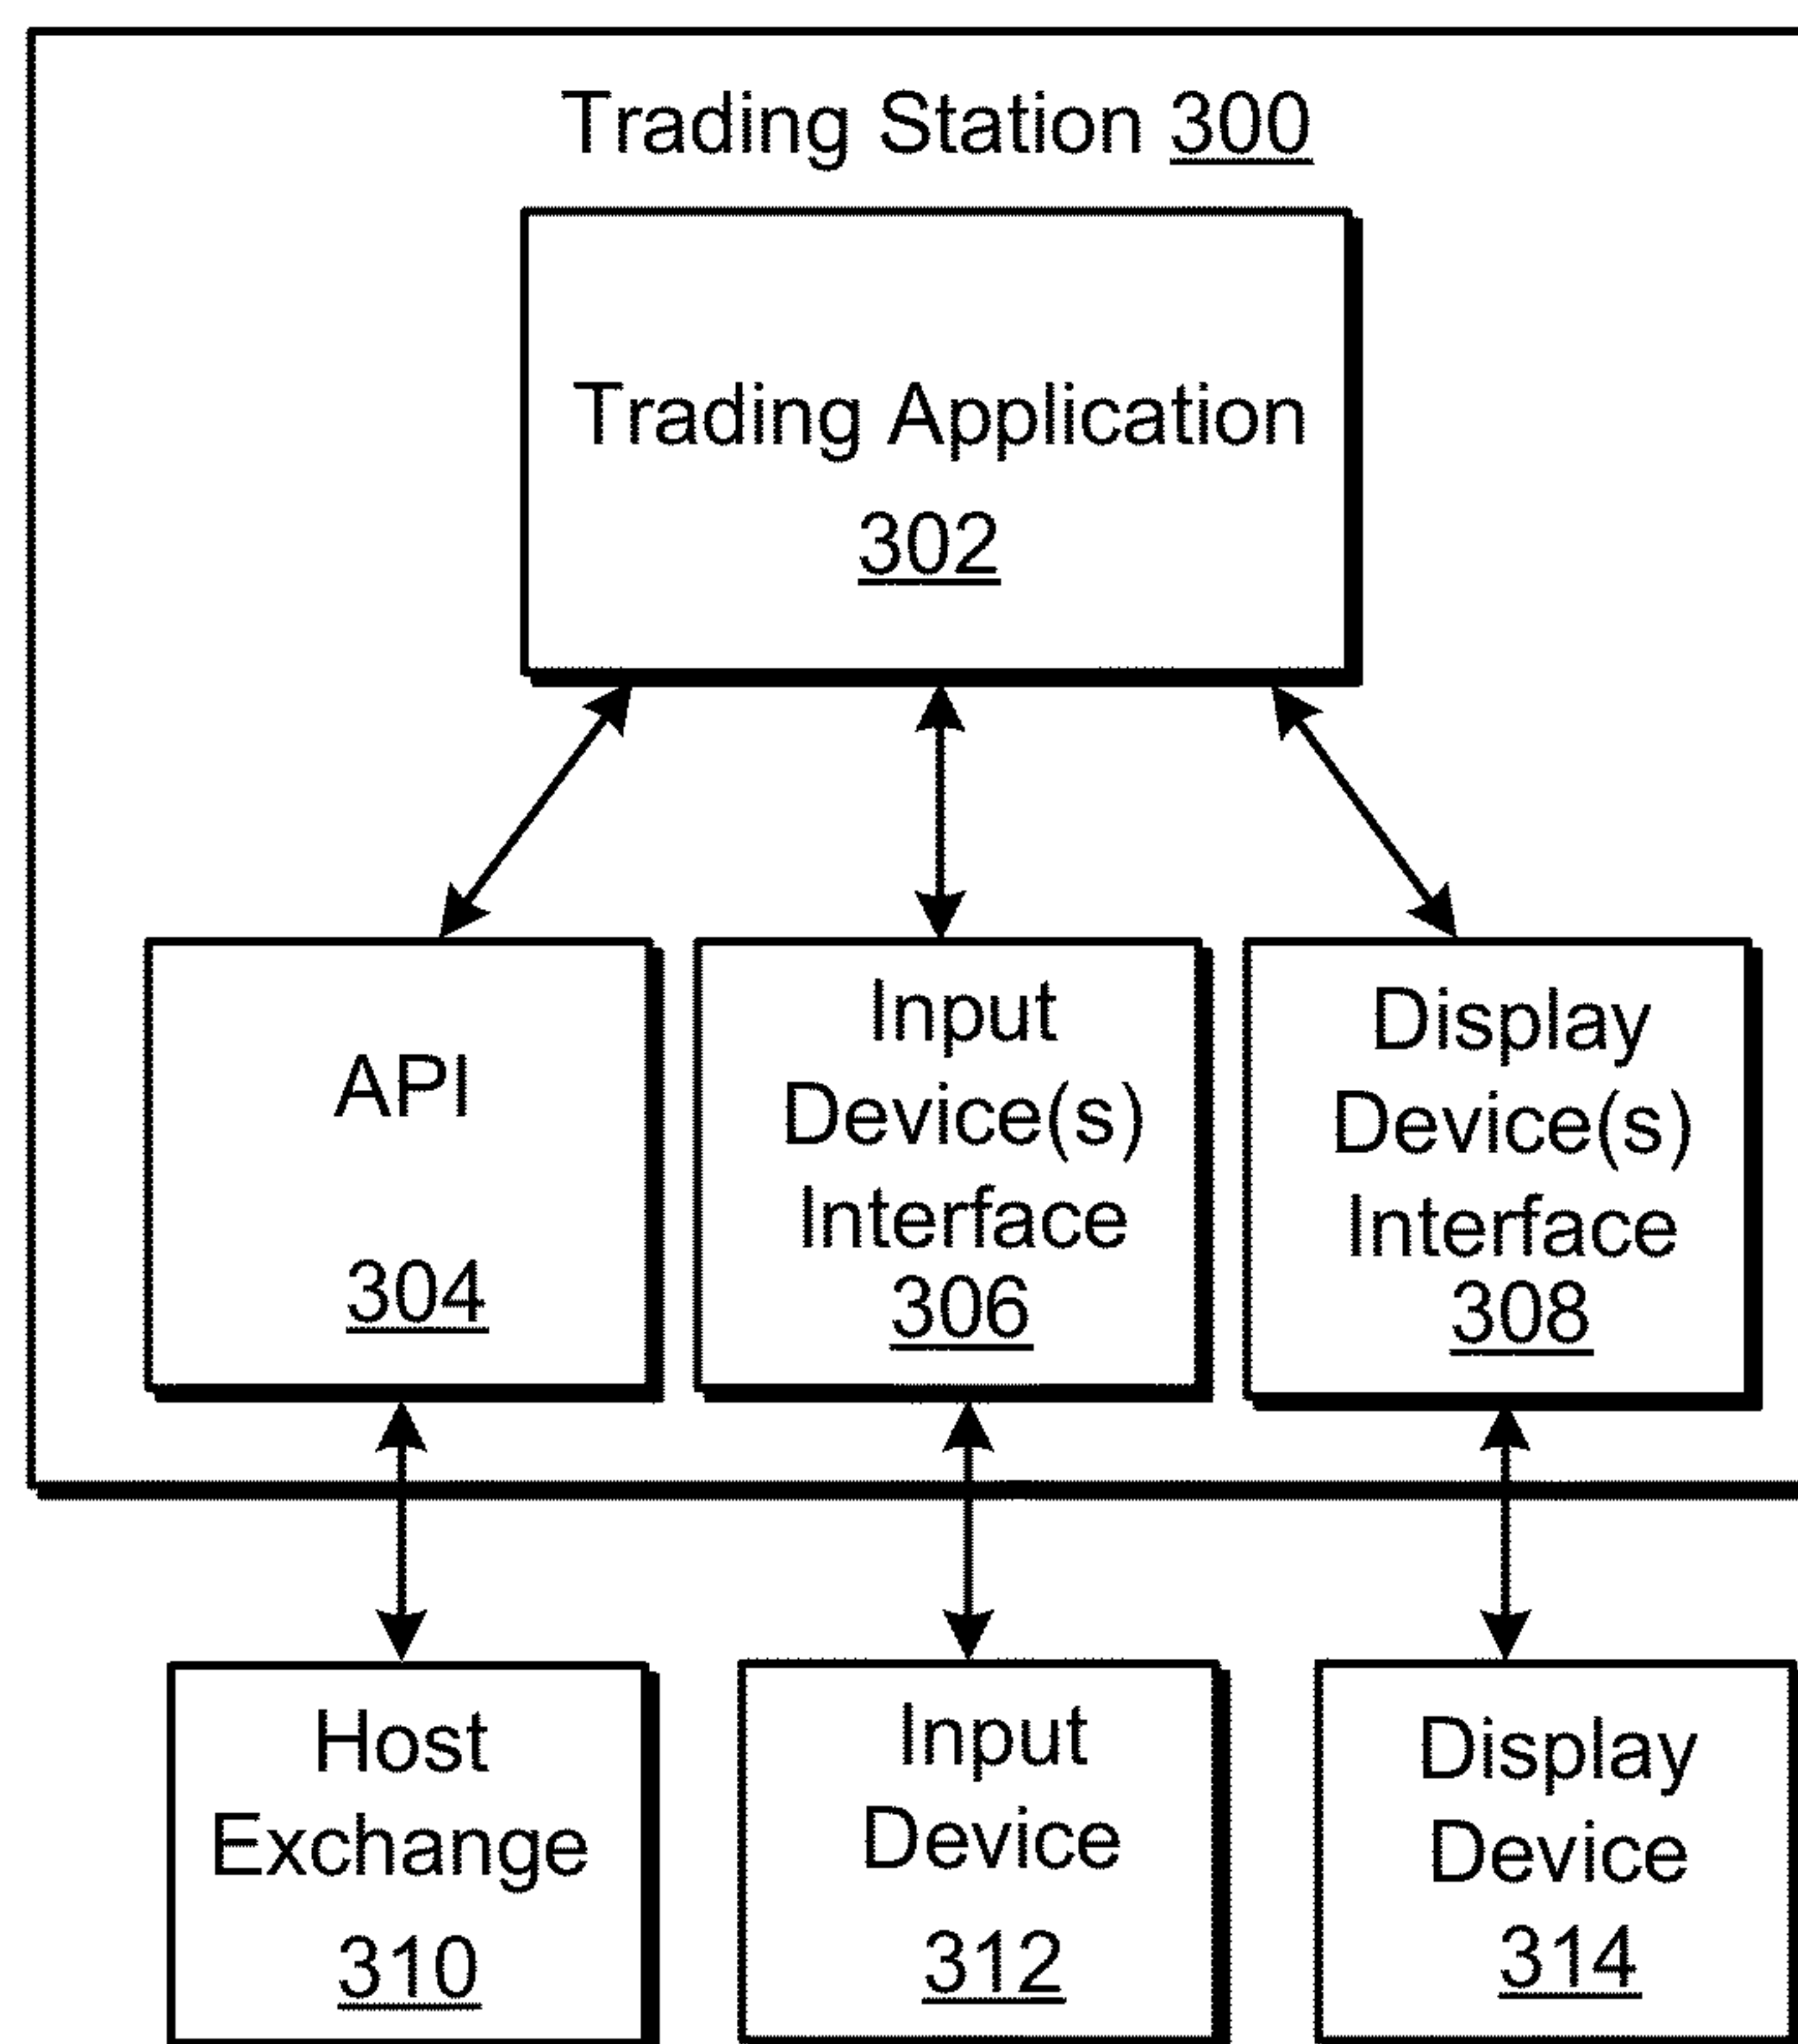 Trading Station 300
Trading Application
302
API
304
Input
Device(s)
Interface
306
Display
Device(s)
Interface
308
Host
Exchange
310
Input
Device
312
Display
Device
314